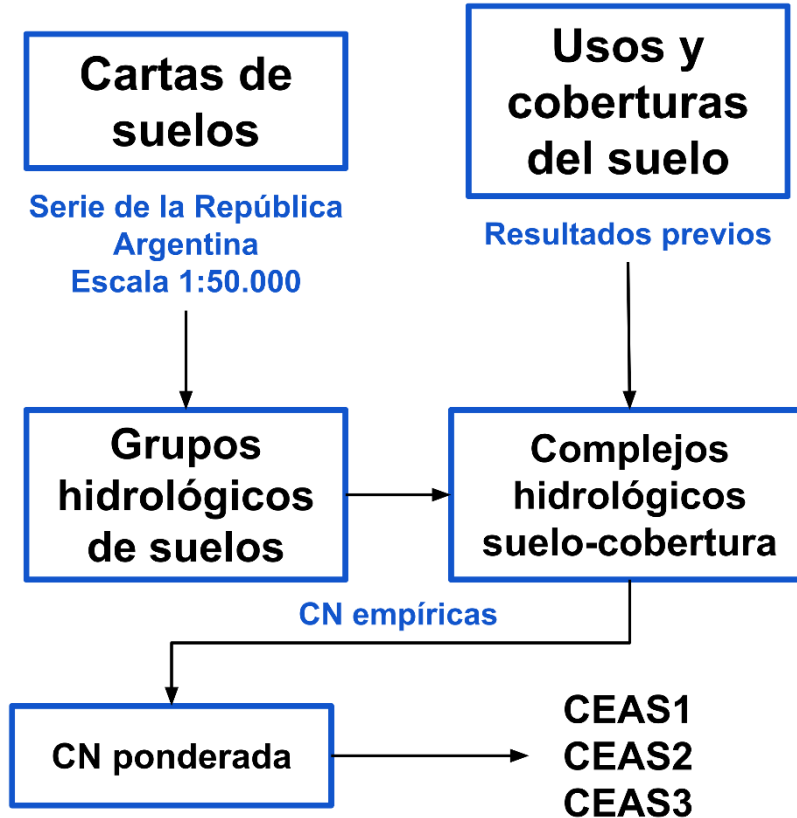 Cartas de
suelos
Usos y
coberturas
del suelo
Serie de la República
Argentina
Escala 1:50.000
Resultados previos
Grupos
hidrológicos
de suelos
Complejos
hidrológicos
suelo-cobertura
CN empíricas
CN ponderada
CEAS1
CEAS2
CEAS3